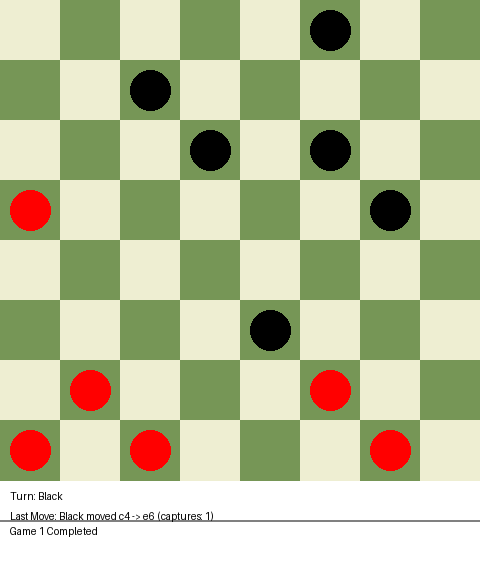 Turn: Black
Last Move: Black moved c4 -> e6 (captures: 1)
Game 1 Completed